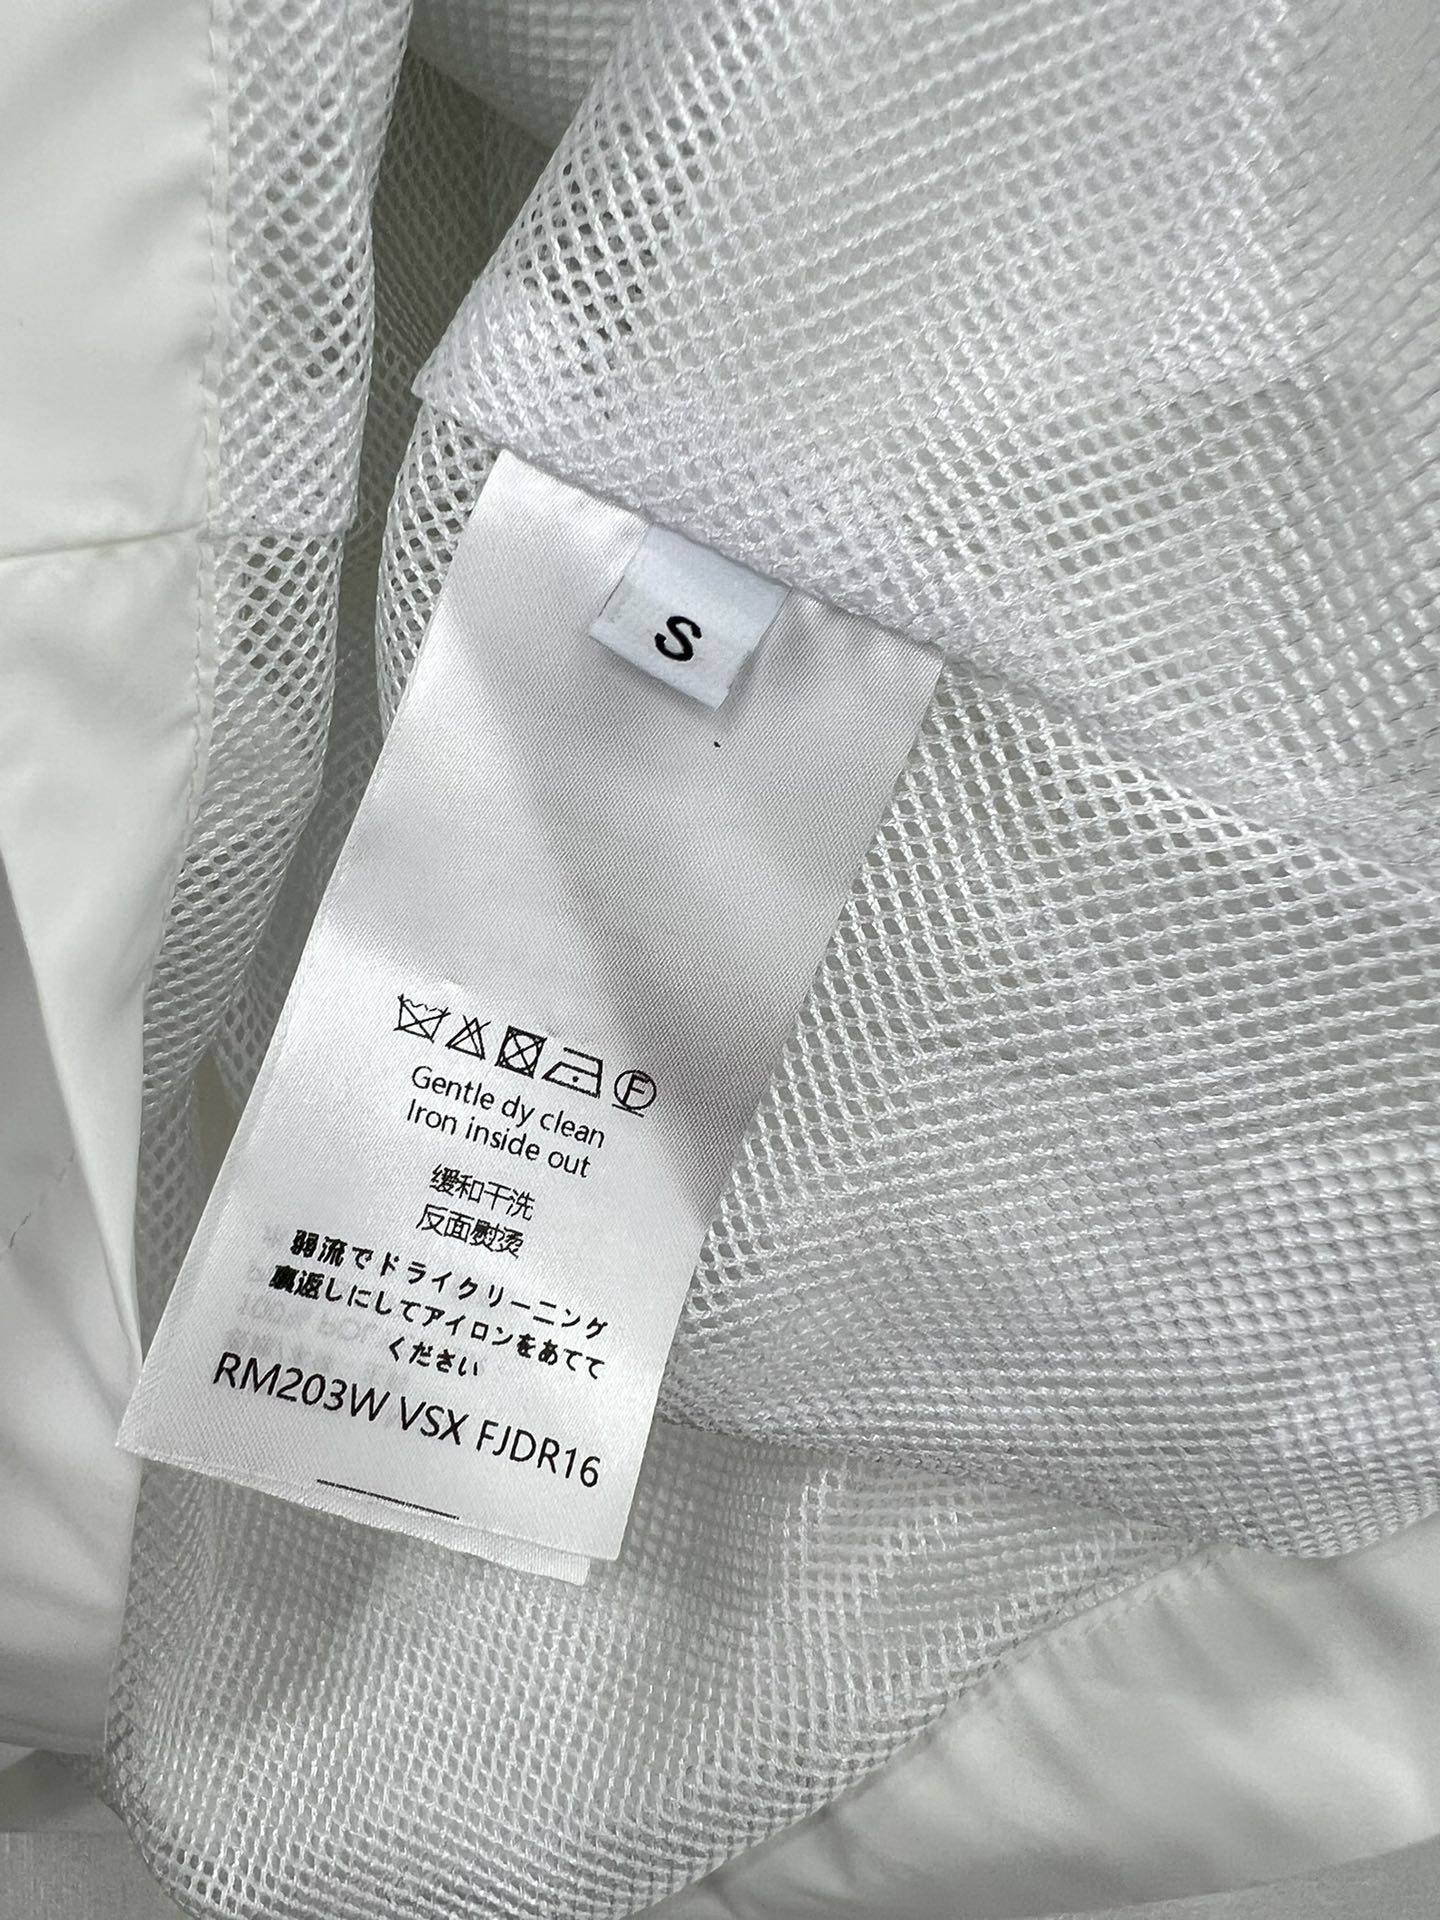 S
F
Gentle dy clean
Iron inside out
缓和干洗
反面熨烫
弱流でドライクリーニング
裏返しにしてアイロンをあてて
ください
RM203W VSX FJDR16